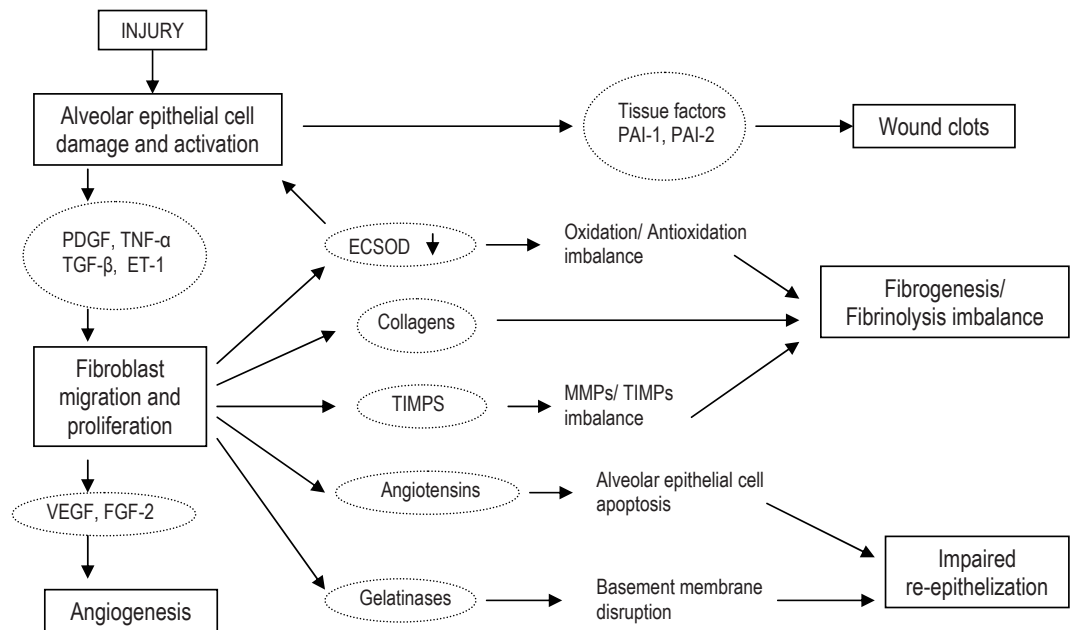 INJURY
Alveolar epithelial cell
damage and activation
Tissue factors
PAI-1, PAI-2
Wound clots
PDGF, TNF-α
TGF-β, ET-1
ECSOD
Oxidation/ Antioxidation
imbalance
Fibrogenesis/
Fibrinolysis imbalance
Collagens
Fibroblast
migration and
proliferation
TIMPS
MMPs/ TIMPs
imbalance
Angiotensins
Alveolar epithelial cell
apoptosis
VEGF, FGF-2
Impaired
re-epithelization
Angiogenesis
Gelatinases
Basement membrane
disruption